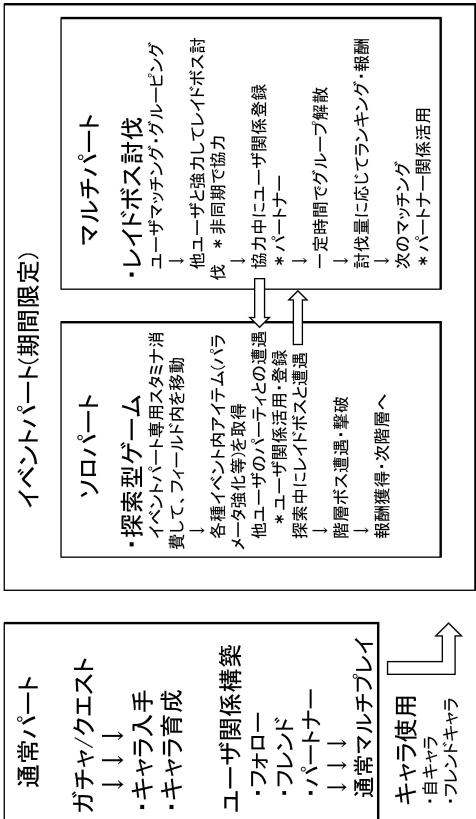 通常パート
ガチャ/クエスト
↓ ↓ ↓
・キャラ入手
・キャラ育成
ユーザ関係構築
・フォロー
・フレンド
・パートナー
↓ ↓ ↓
通常マルチプレイ
キャラ使用
・自キャラ
・フレンドキャラ
イベントパート(期間限定)
ソロパート
・探索型ゲーム
イベントパート専用スタミナ消
費して、フィールド内を移動
↓
各種イベント内アイテム(パラ
メータ強化等)を取得
他ユーザのパーティとの遭遇
*ユーザ関係活用・登録
探索中にレイドボスと遭遇
↓
階層ボス遭遇・撃破
↓
報酬獲得・次階層へ
マルチパート
・レイドボス討伐
ユーザマッチング・グルーピング
↓
他ユーザと強力してレイドボス討
伐 *非同期で協力
↓
協力中にユーザ関係登録
*パートナー
↓
一定時間でグループ解散
↓
討伐量に応じてランキング・報酬
↓
次のマッチング
*パートナー関係活用